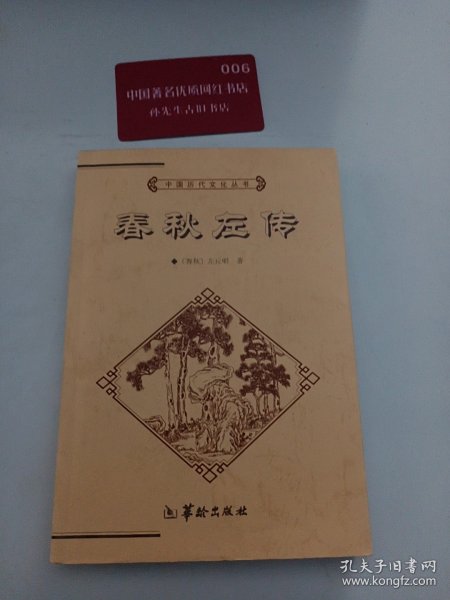 006
中国著名优质网红书店
孙先生古旧书店
中国历代文化丛书
春秋左传
◆〔春秋〕左丘明 著
华龄出版社
孔夫子旧书网
www.kongfz.com